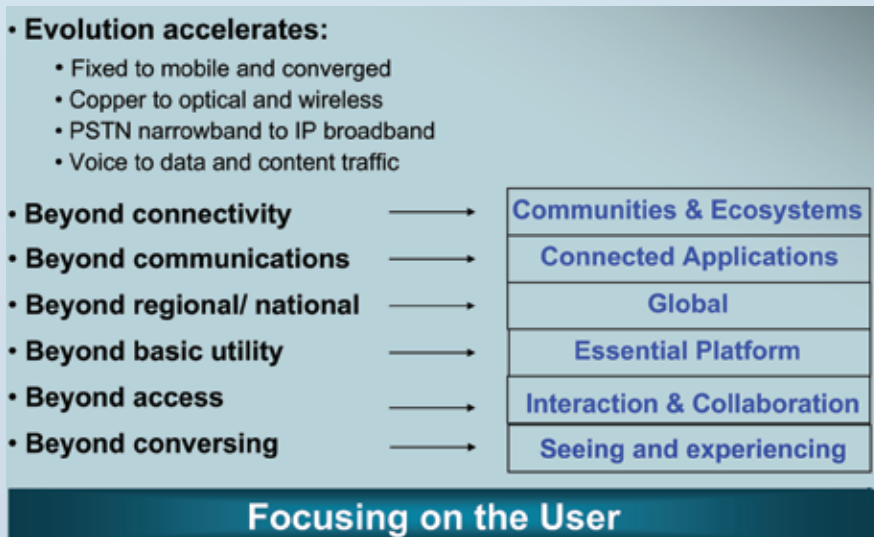 • Evolution accelerates:
• Fixed to mobile and converged
• Copper to optical and wireless
• PSTN narrowband to IP broadband
• Voice to data and content traffic
• Beyond connectivity Communities & Ecosystems
• Beyond communications Connected Applications
• Beyond regional/ national Global
• Beyond basic utility Essential Platform
• Beyond access Interaction & Collaboration
• Beyond conversing Seeing and experiencing
Focusing on the User